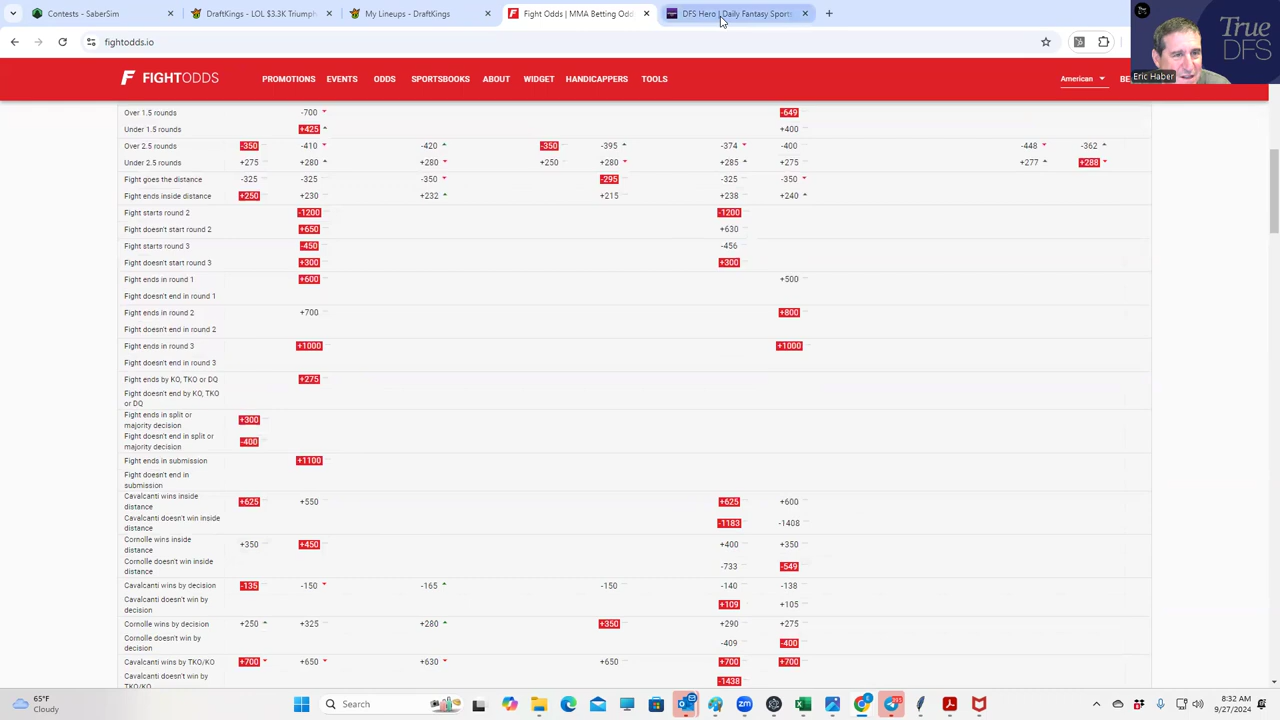 Contests - SaberSim
DraftKings - LOL $3.3K Triumph
My Lineups - DraftKings
Fight Odds | MMA Betting Odd
DFS Hero | Daily Fantasy Sports
fightodds.io
True DFS
Eric Haber
FIGHTODDS PROMOTIONS EVENTS ODDS SPORTSBOOKS ABOUT WIDGET HANDICAPPERS TOOLS American BE
Over 1.5 rounds -700 -649
Under 1.5 rounds +425 +400
Over 2.5 rounds -350 -410 -420 -350 -395 -374 -400 -448 -362
Under 2.5 rounds +275 +280 +280 +250 +280 +285 +275 +277 +288
Fight goes the distance -325 -325 -350 -295 -325 -350
Fight ends inside distance +250 +230 +232 +215 +238 +240
Fight starts round 2 -1200 -1200
Fight doesn't start round 2 +650 +630
Fight starts round 3 -450 -456
Fight doesn't start round 3 +300 +300
Fight ends in round 1 +600 +500
Fight doesn't end in round 1
Fight ends in round 2 +700 +800
Fight doesn't end in round 2
Fight ends in round 3 +1000 +1000
Fight doesn't end in round 3
Fight ends by KO, TKO or DQ +275
Fight doesn't end by KO, TKO
or DQ
Fight ends in split or
majority decision +300
Fight doesn't end in split or
majority decision -400
Fight ends in submission +1100
Fight doesn't end in
submission
Cavalcanti wins inside
distance +625 +550 +625 +600
Cavalcanti doesn't win inside
distance -1183 -1408
Cornolle wins inside
distance +350 +450 +400 +350
Cornolle doesn't win inside
distance -733 -549
Cavalcanti wins by decision -135 -150 -165 -150 -140 -138
Cavalcanti doesn't win by
decision +109 +105
Cornolle wins by decision +250 +325 +280 +350 +290 +275
Cornolle doesn't win by
decision -409 -400
Cavalcanti wins by TKO/KO +700 +650 +630 +650 +700 +700
Cavalcanti doesn't win by
TKO/KO -1438
65°F
Cloudy
Search
8:32 AM
9/27/2024